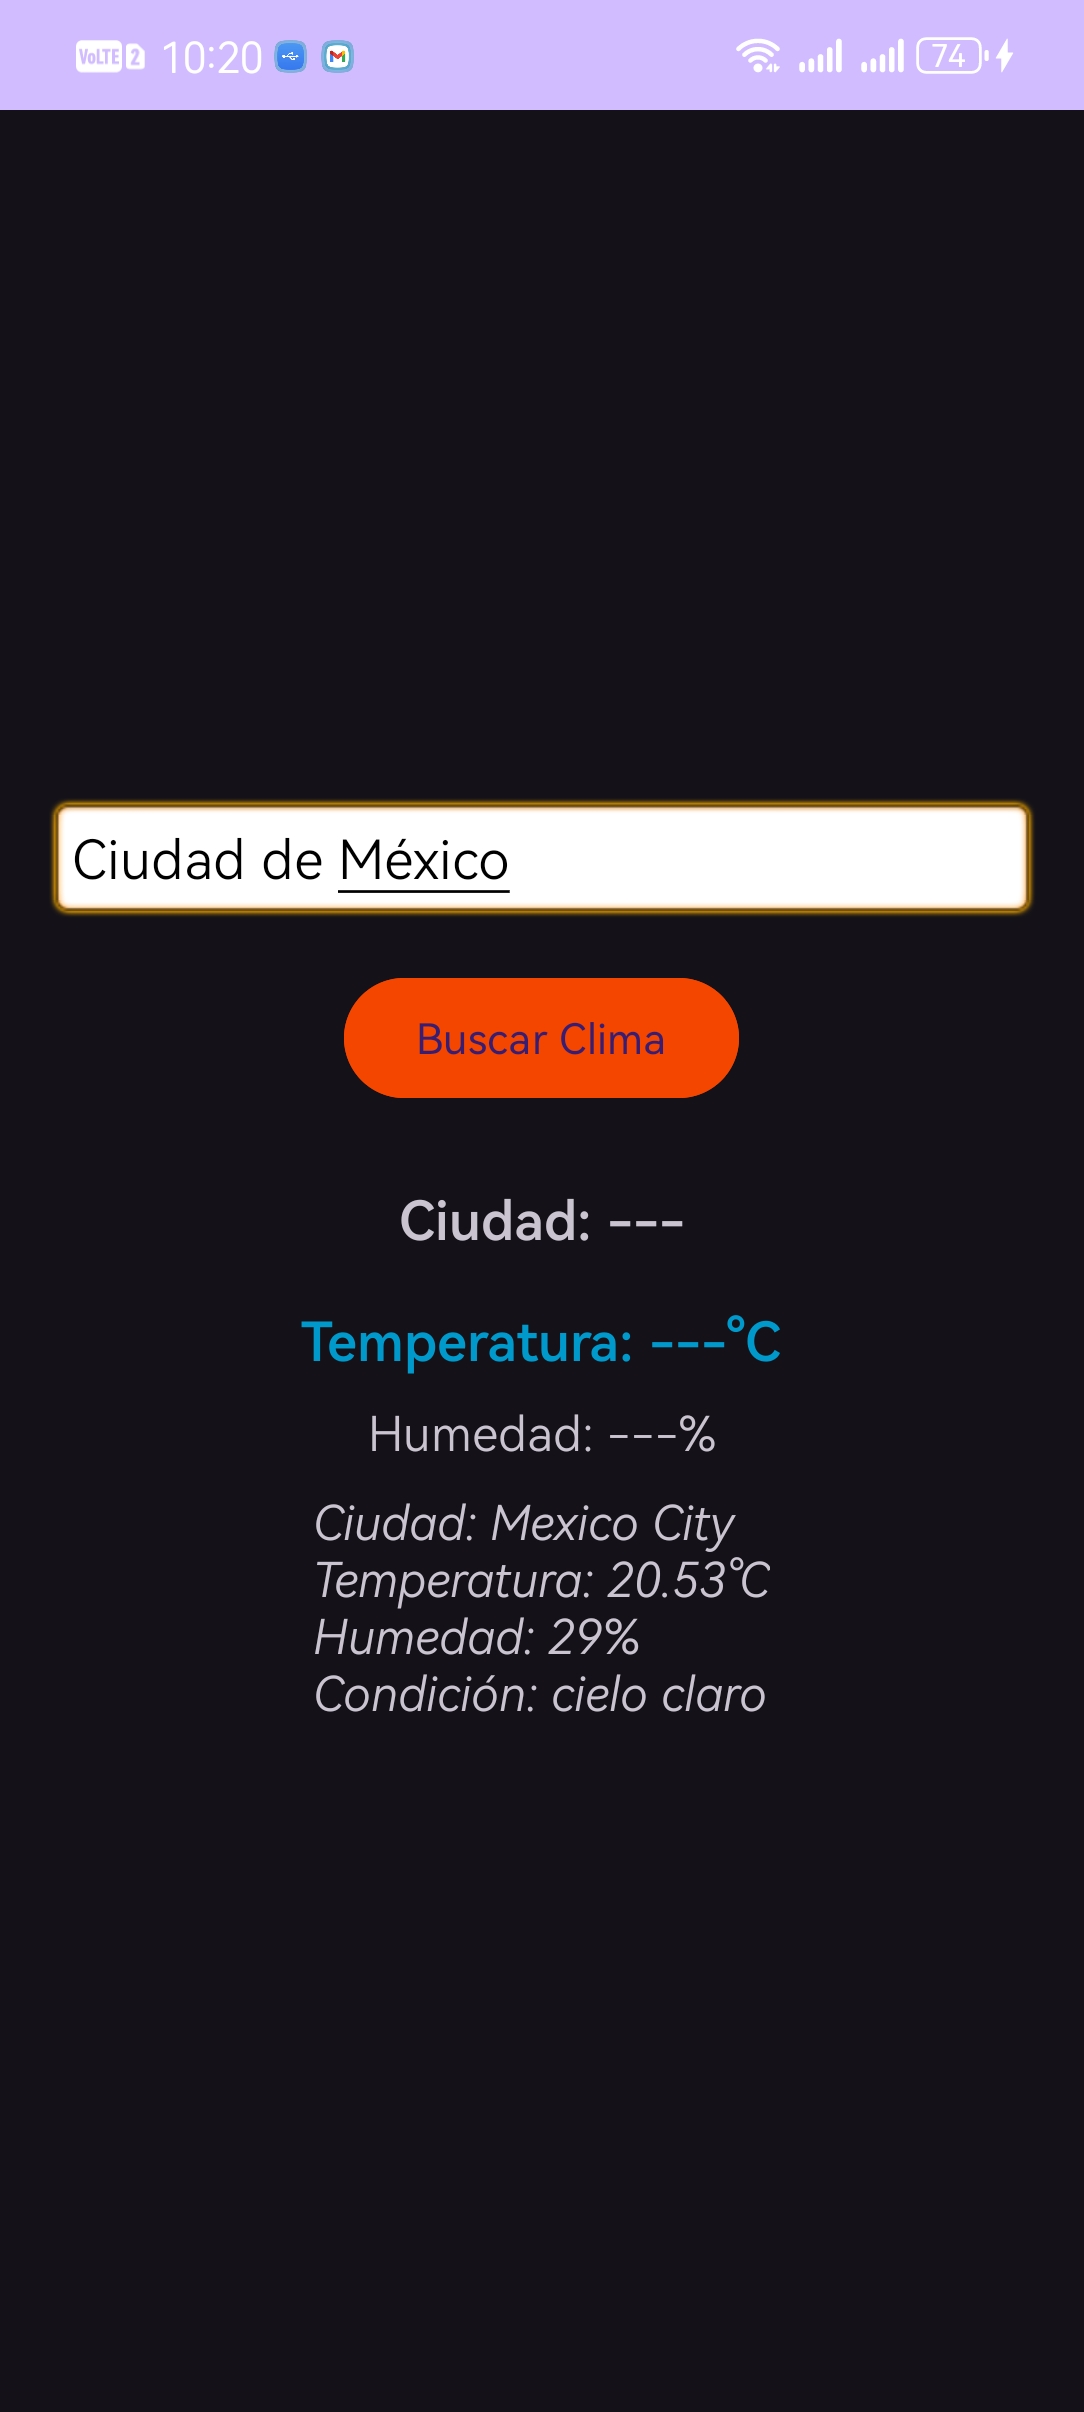 VoLTE 2 10:20 74
Ciudad de México
Buscar Clima
Ciudad: ---
Temperatura: ---°C
Humedad: ---%
Ciudad: Mexico City
Temperatura: 20.53°C
Humedad: 29%
Condición: cielo claro